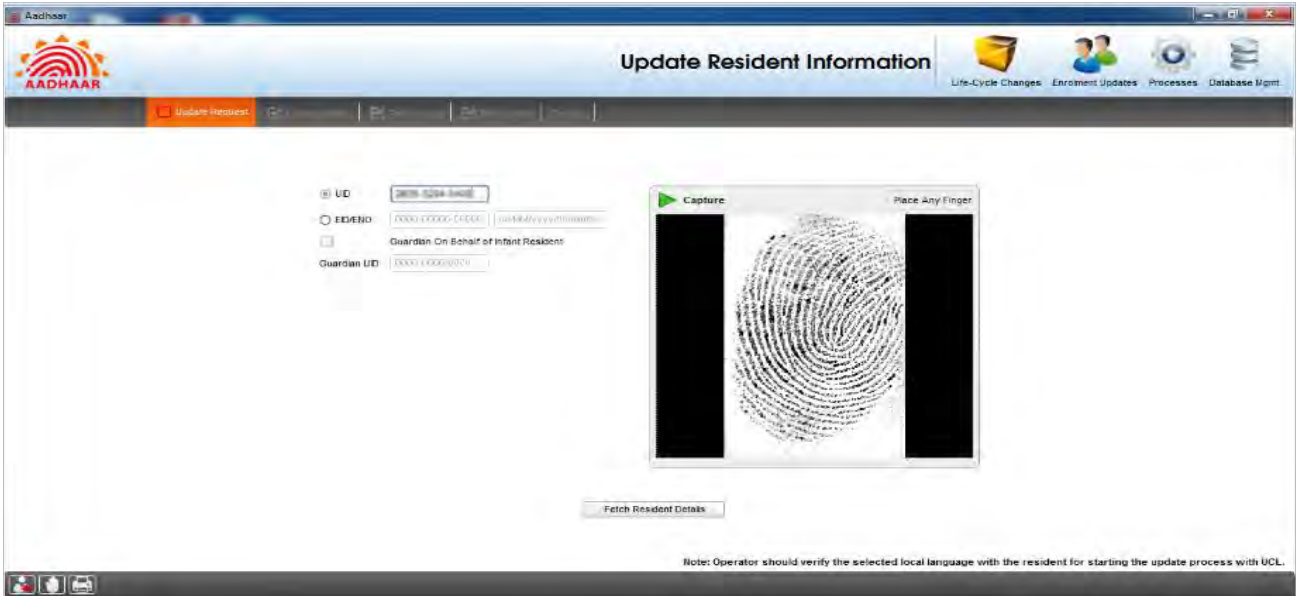 Aadhaar
AADHAAR
Update Resident Information
Life-Cycle Changes
Enrolment Updates
Processes
Database Mgmt
Update Request
UID
EID/ENO
Guardian On Behalf of Infant Resident
Guardian UID
Capture
Place Any Finger
Fetch Resident Details
Note: Operator should verify the selected local language with the resident for starting the update process with UCL.